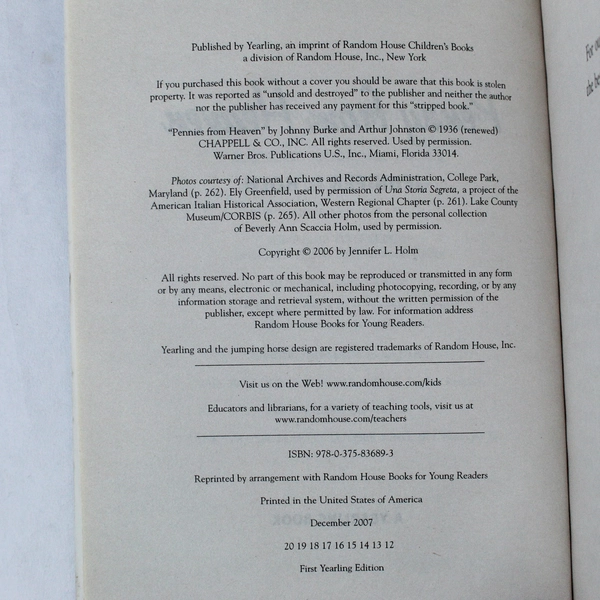 Published by Yearling, an imprint of Random House Children's Books
a division of Random House, Inc., New York
If you purchased this book without a cover you should be aware that this book is stolen
property. It was reported as "unsold and destroyed" to the publisher and neither the author
nor the publisher has received any payment for this "stripped book."
"Pennies from Heaven" by Johnny Burke and Arthur Johnston © 1936 (renewed)
CHAPPELL & CO., INC. All rights reserved. Used by permission.
Warner Bros. Publications U.S., Inc., Miami, Florida 33014.
Photos courtesy of: National Archives and Records Administration, College Park,
Maryland (p. 262). Ely Greenfield, used by permission of Una Storia Segreta, a project of the
American Italian Historical Association, Western Regional Chapter (p. 261). Lake County
Museum/CORBIS (p. 265). All other photos from the personal collection
of Beverly Ann Scaccia Holm, used by permission.
Copyright © 2006 by Jennifer L. Holm
All rights reserved. No part of this book may be reproduced or transmitted in any form
or by any means, electronic or mechanical, including photocopying, recording, or by any
information storage and retrieval system, without the written permission of the
publisher, except where permitted by law. For information address
Random House Books for Young Readers.
Yearling and the jumping horse design are registered trademarks of Random House, Inc.
Visit us on the Web! www.randomhouse.com/kids
Educators and librarians, for a variety of teaching tools, visit us at
www.randomhouse.com/teachers
ISBN: 978-0-375-83689-3
Reprinted by arrangement with Random House Books for Young Readers
Printed in the United States of America
December 2007
20 19 18 17 16 15 14 13 12
First Yearling Edition
For
the